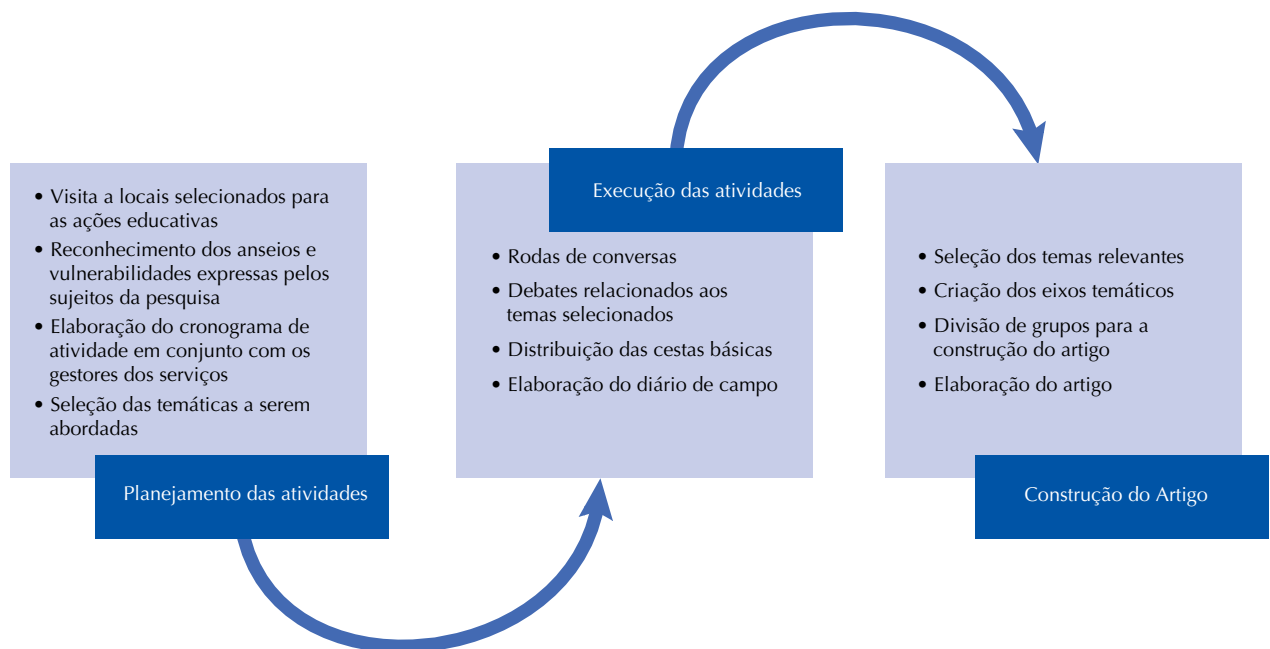 • Visita a locais selecionados para
as ações educativas
• Reconhecimento dos anseios e
vulnerabilidades expressas pelos
sujeitos da pesquisa
• Elaboração do cronograma de
atividade em conjunto com os
gestores dos serviços
• Seleção das temáticas a serem
abordadas
Planejamento das atividades
Execução das atividades
• Rodas de conversas
• Debates relacionados aos
temas selecionados
• Distribuição das cestas básicas
• Elaboração do diário de campo
• Seleção dos temas relevantes
• Criação dos eixos temáticos
• Divisão de grupos para a
construção do artigo
• Elaboração do artigo
Construção do Artigo